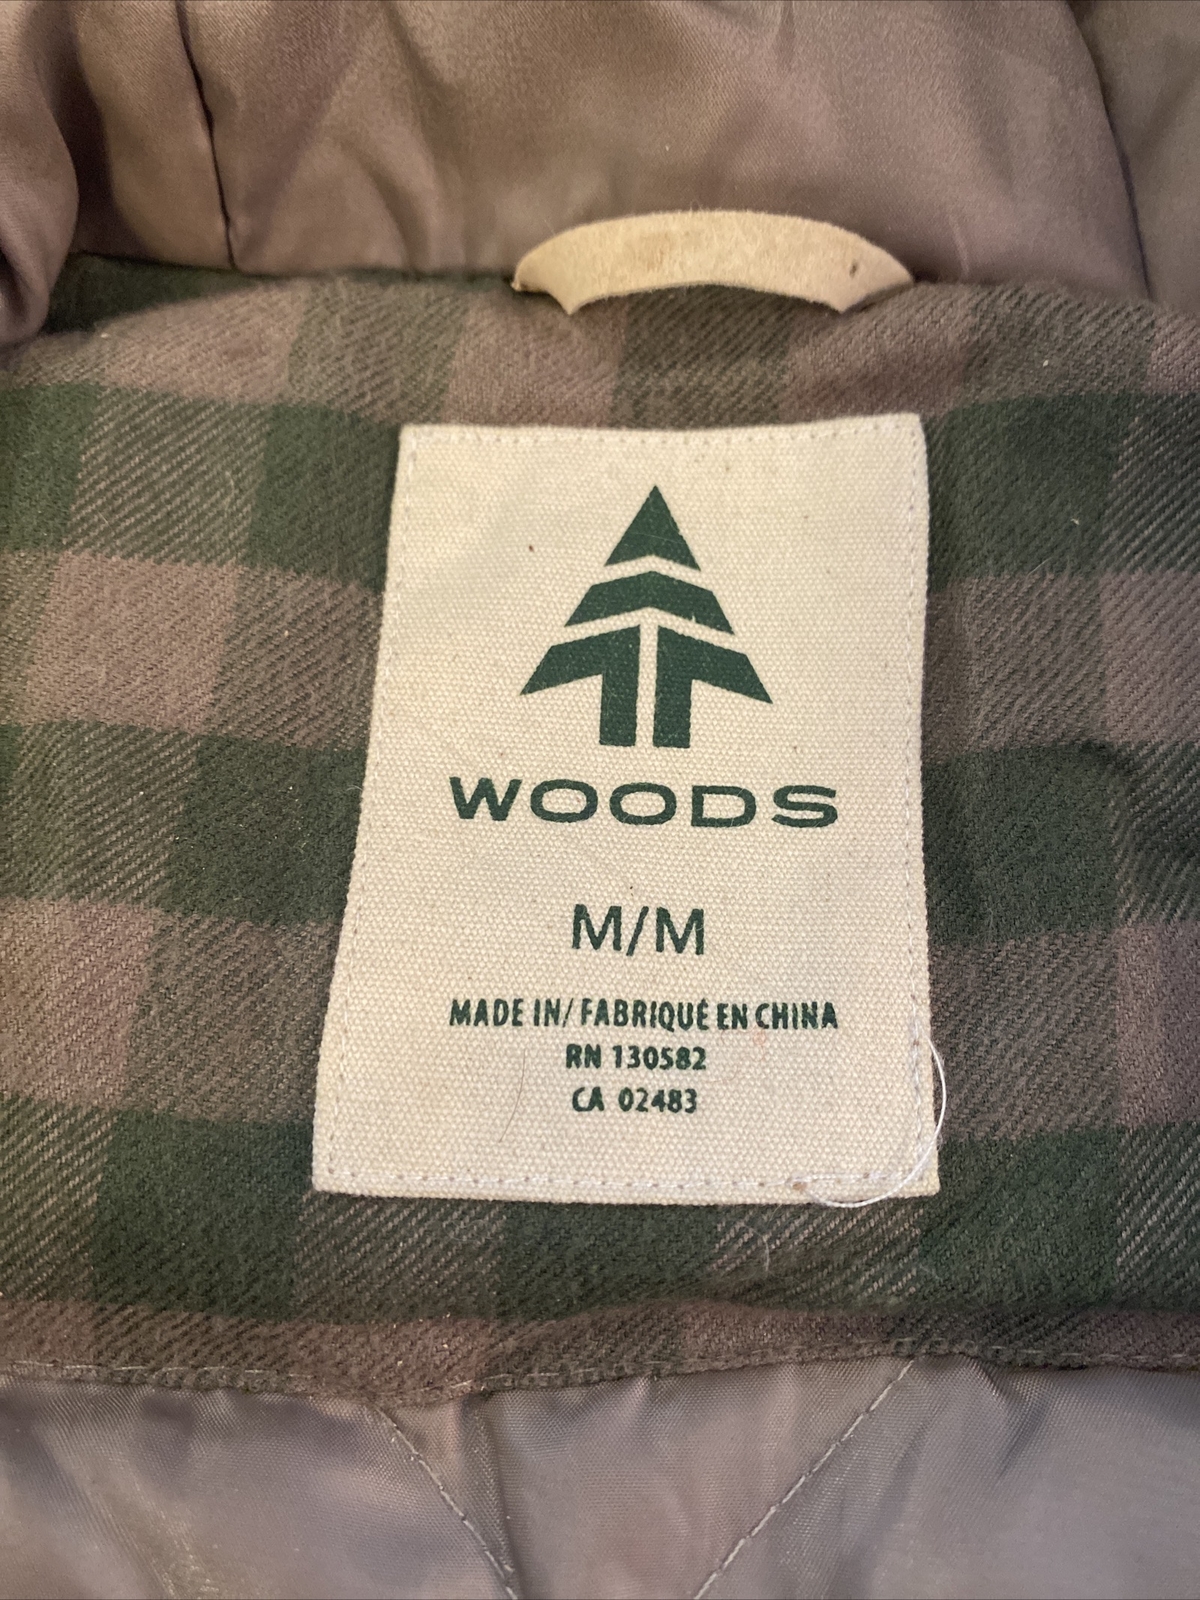 WOODS
M/M
MADE IN/ FABRIQUÉ EN CHINA
RN 130582
CA 02483